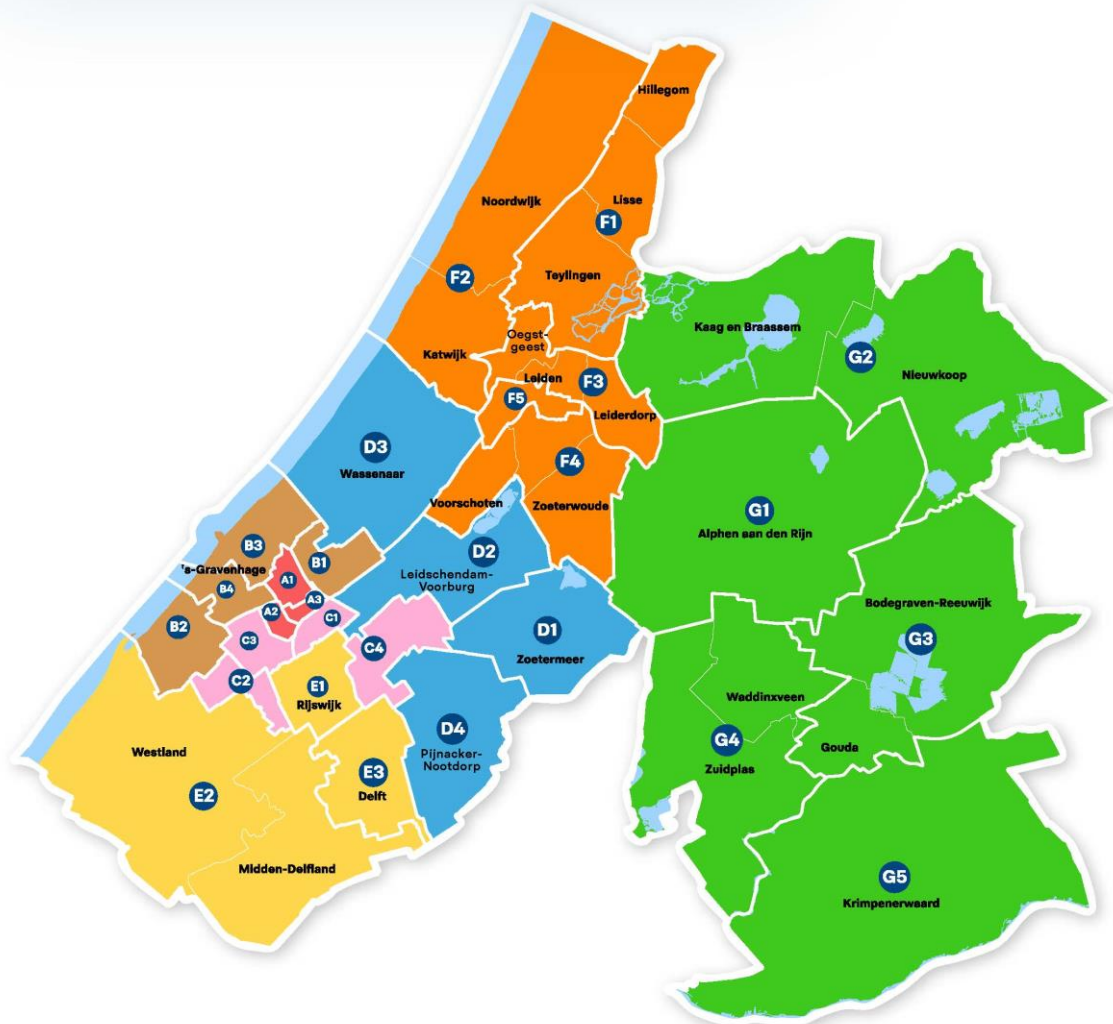 Hillegom
Lisse
Noordwijk
F1
F2
Teylingen
Kaag en Braassem
Oegst-
geest
G2
Katwijk
Nieuwkoop
Leiden
F3
F5
Leiderdorp
D3
Wassenaar
F4
Voorschoten
Zoeterwoude
G1
Alphen aan den Rijn
B3
D2
B1
's-Gravenhage
Leidschendam-
Voorburg
A1
B4
A3
A2
C1
Bodegraven-Reeuwijk
B2
C3
C4
D1
Zoetermeer
G3
C2
E1
Rijswijk
Waddinxveen
D4
Pijnacker-
Nootdorp
G4
Gouda
Westland
Zuidplas
E3
Delft
E2
Midden-Delfland
G5
Krimpenerwaard